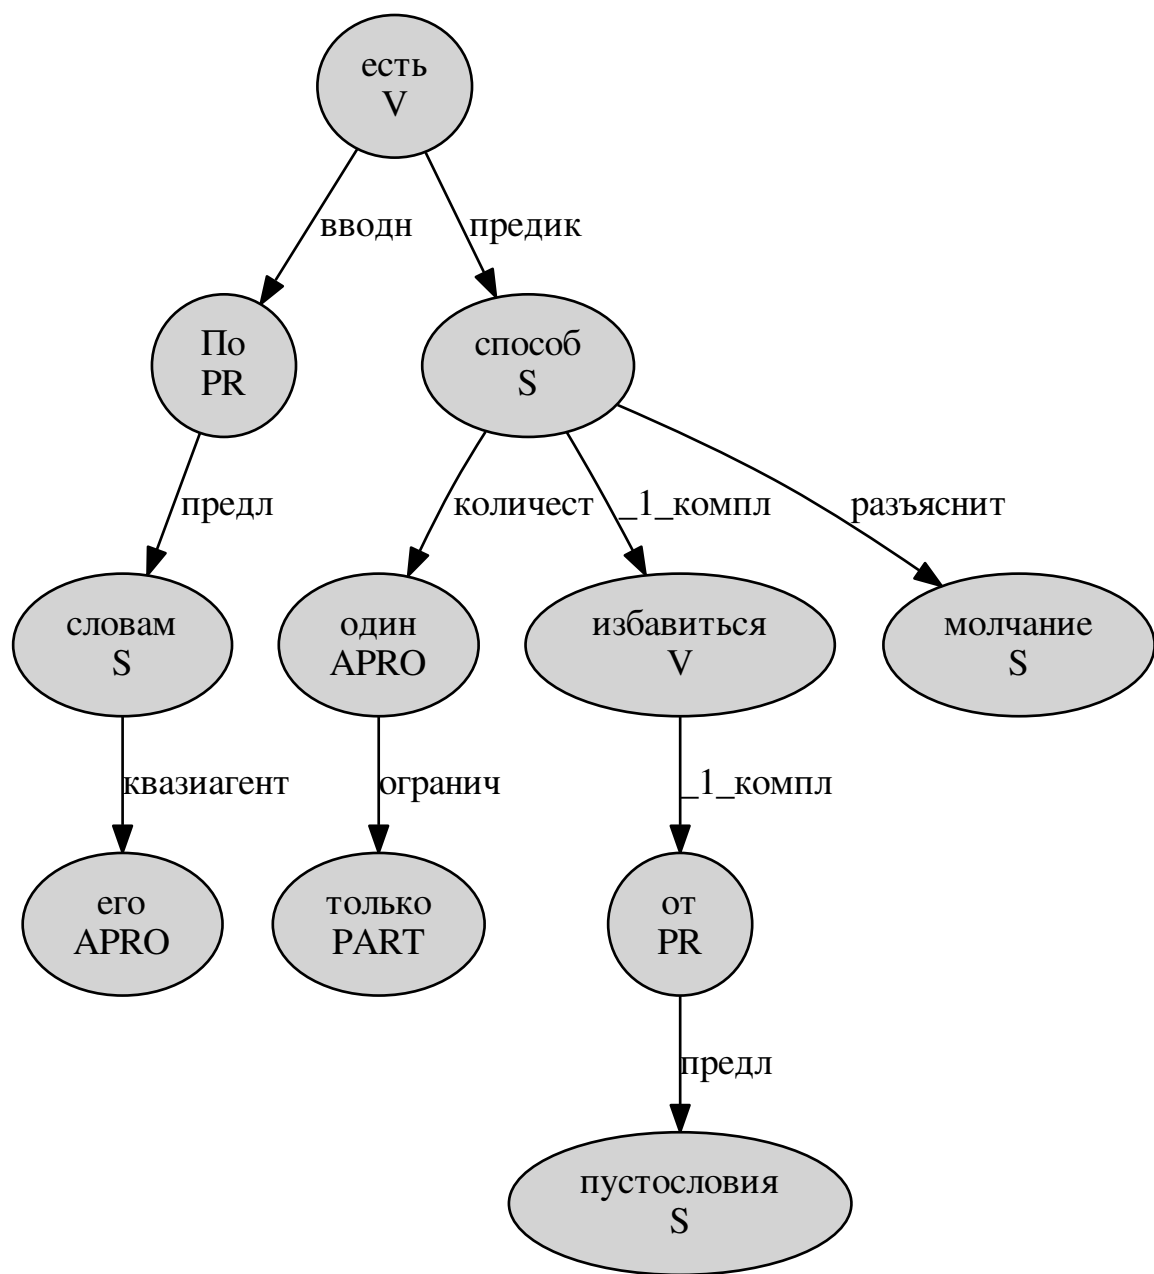 есть
V
вводн
предик
По
PR
способ
S
предл
количест
_1_компл
разъяснит
словам
S
один
APRO
избавиться
V
молчание
S
квазиагент
огранич
_1_компл
его
APRO
только
PART
от
PR
предл
пустословия
S